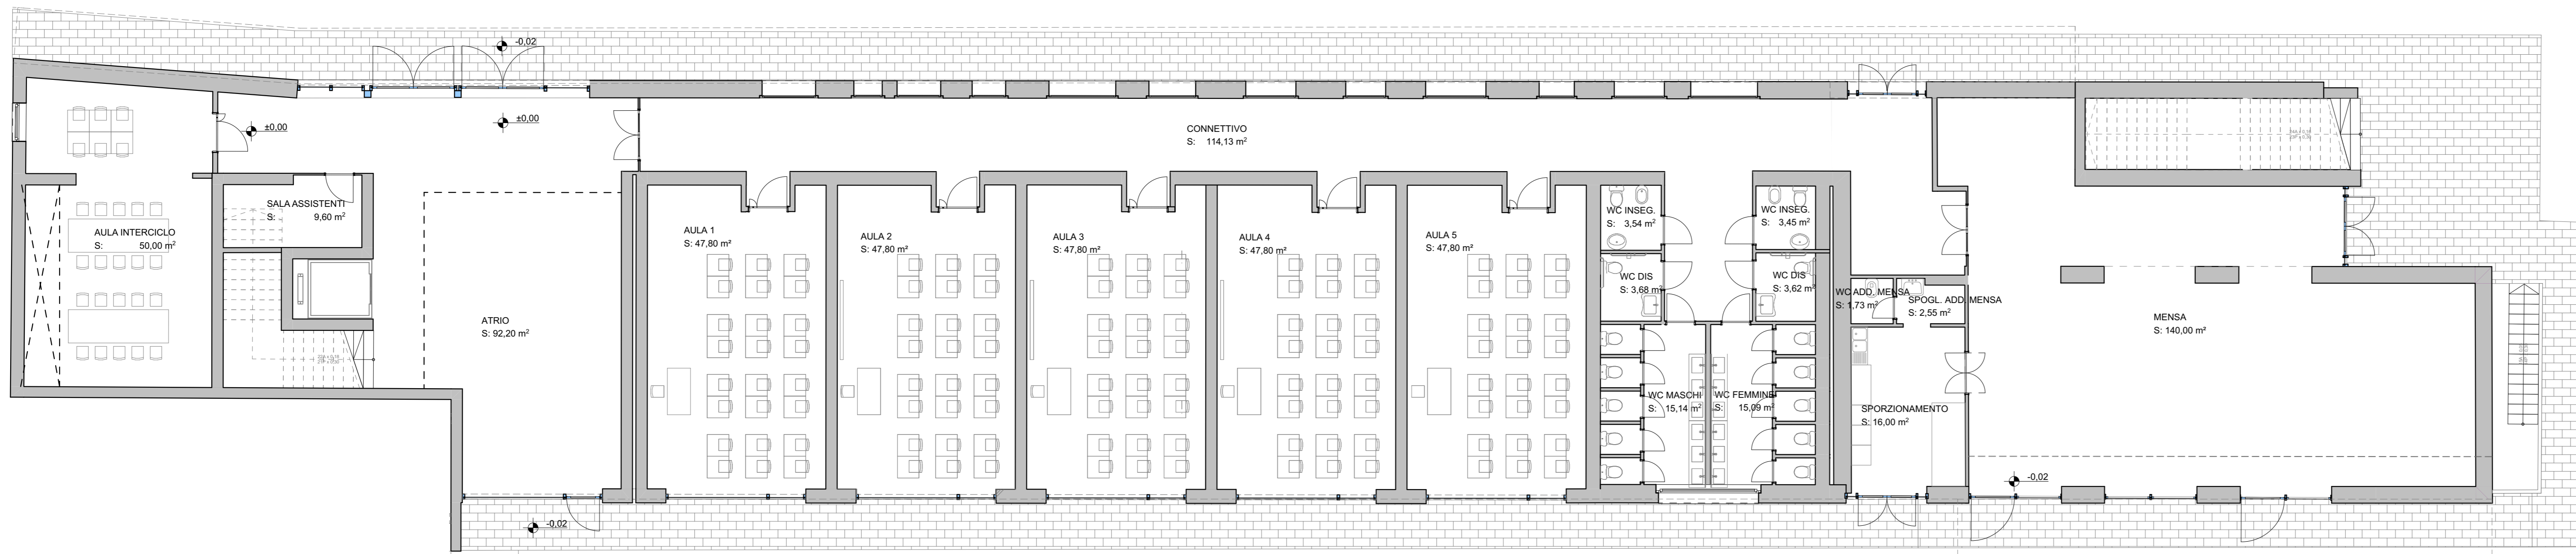 -0,02
±0,00
±0,00
CONNETTIVO
S: 114,13 m²
SALA ASSISTENTI
S: 9,60 m²
AULA INTERCICLO
S: 50,00 m²
ATRIO
S: 92,20 m²
AULA 1
S: 47,80 m²
AULA 2
S: 47,80 m²
AULA 3
S: 47,80 m²
AULA 4
S: 47,80 m²
AULA 5
S: 47,80 m²
WC INSEG.
S: 3,54 m²
WC INSEG.
S: 3,45 m²
WC DIS
S: 3,68 m²
WC DIS
S: 3,62 m²
WC MASCHI
S: 15,14 m²
WC FEMMINE
S: 15,09 m²
WC ADD. MENSA
S: 1,73 m²
SPOGL. ADD. MENSA
S: 2,55 m²
SPORZIONAMENTO
S: 16,00 m²
MENSA
S: 140,00 m²
-0,02
-0,02